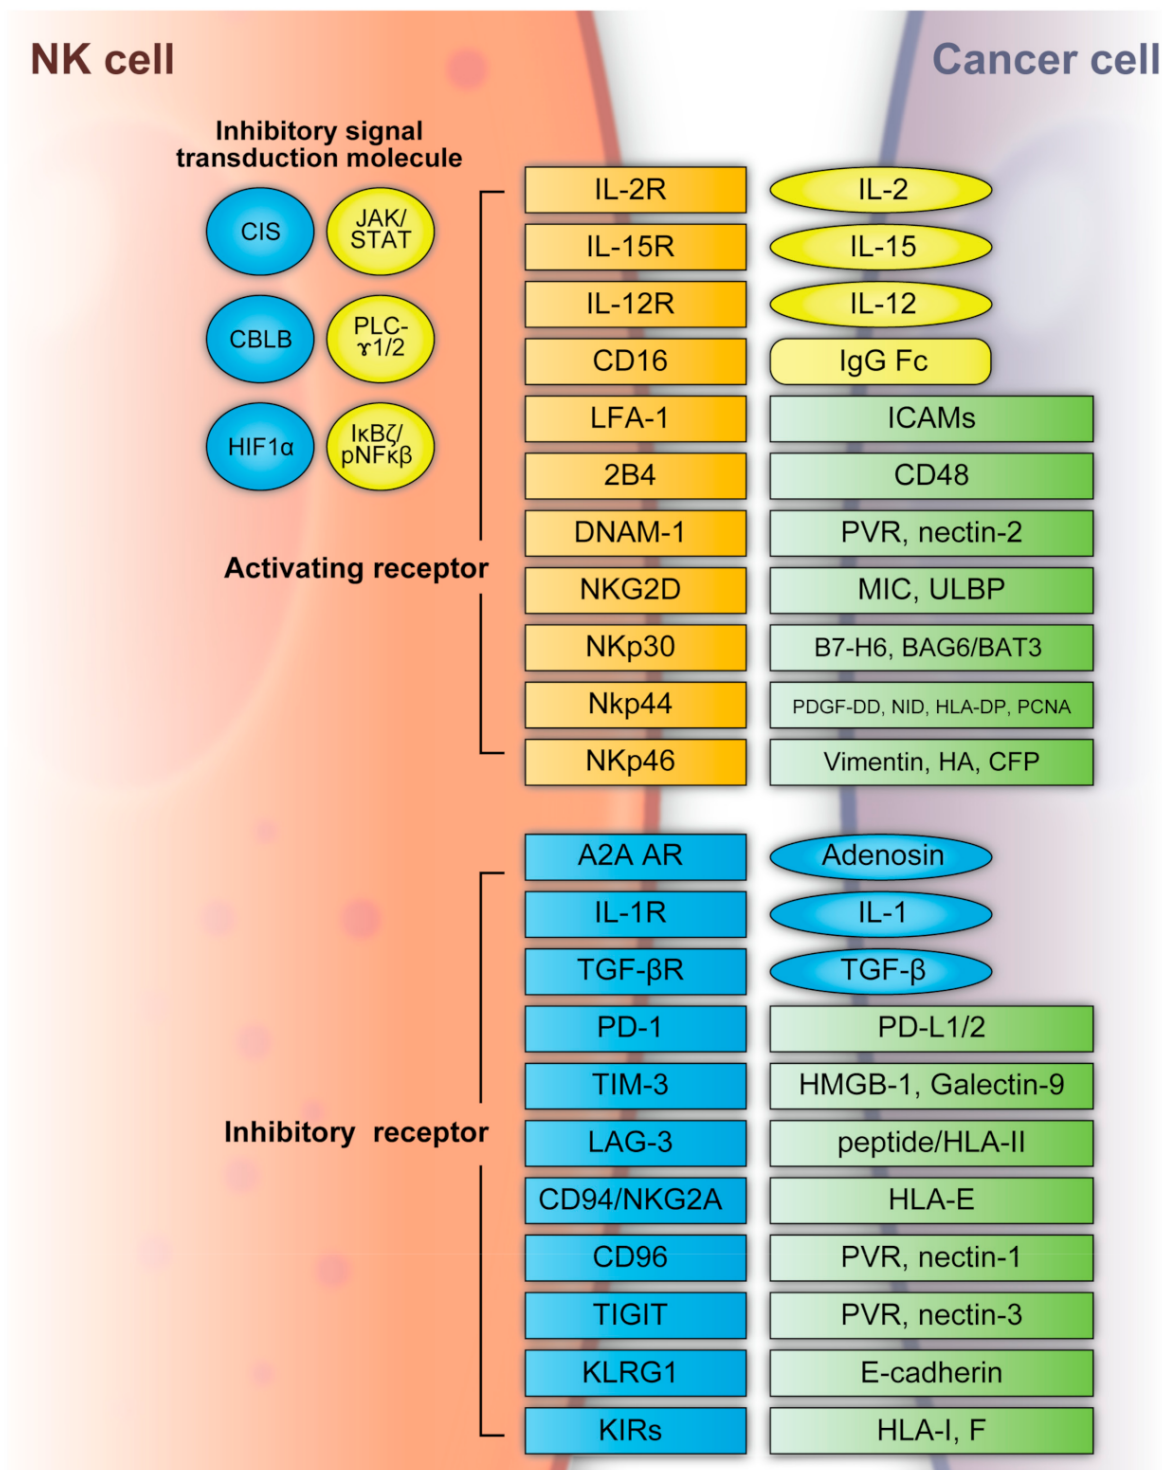 NK cell
Cancer cell
Inhibitory signal
transduction molecule
CIS
JAK/
STAT
CBLB
PLC-
ɤ1/2
HIF1α
IκBζ/
pNFκβ
Activating receptor
IL-2R
IL-2
IL-15R
IL-15
IL-12R
IL-12
CD16
IgG Fc
LFA-1
ICAMs
2B4
CD48
DNAM-1
PVR, nectin-2
NKG2D
MIC, ULBP
NKp30
B7-H6, BAG6/BAT3
Nkp44
PDGF-DD, NID, HLA-DP, PCNA
NKp46
Vimentin, HA, CFP
Inhibitory receptor
A2A AR
Adenosin
IL-1R
IL-1
TGF-βR
TGF-β
PD-1
PD-L1/2
TIM-3
HMGB-1, Galectin-9
LAG-3
peptide/HLA-II
CD94/NKG2A
HLA-E
CD96
PVR, nectin-1
TIGIT
PVR, nectin-3
KLRG1
E-cadherin
KIRs
HLA-I, F